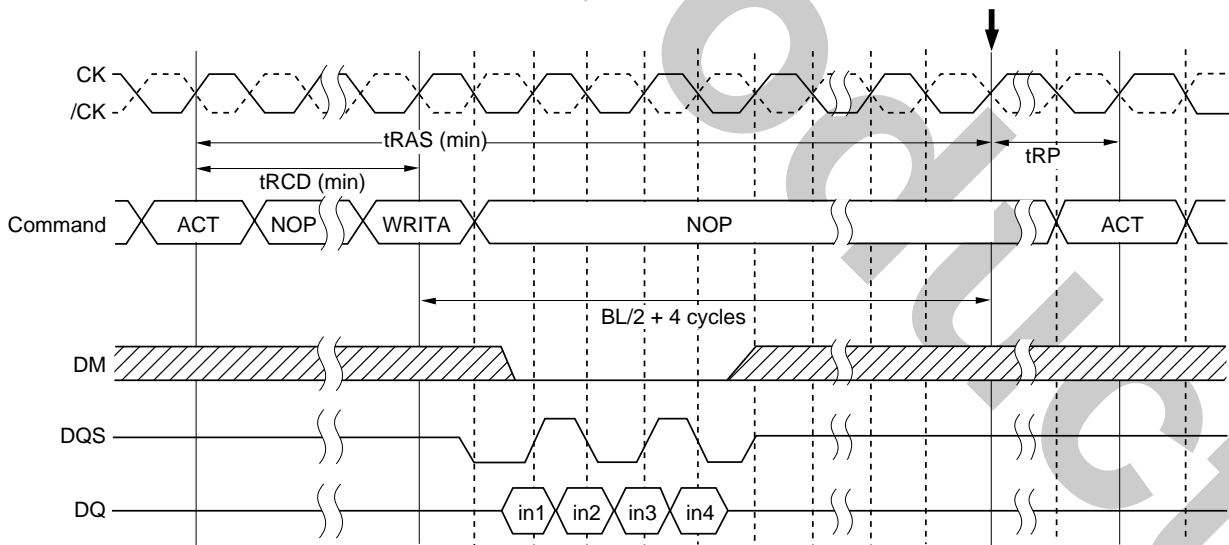 CK
/CK
tRAS (min)
tRP
tRCD (min)
Command ACT NOP WRITA NOP ACT
BL/2 + 4 cycles
DM
DQS
DQ in1 in2 in3 in4
oduct